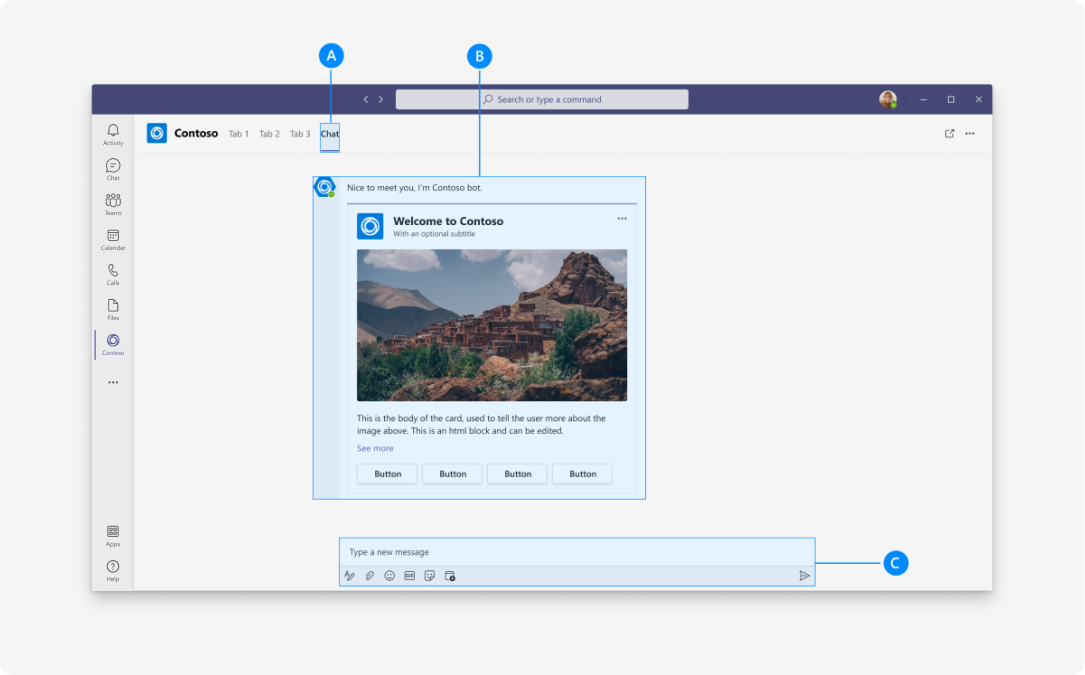 A
B
Search or type a command
Activity
Chat
Teams
Calendar
Calls
Files
Contoso
Apps
Help
Contoso Tab 1 Tab 2 Tab 3 Chat
Nice to meet you, I'm Contoso bot.
Welcome to Contoso
With an optional subtitle
This is the body of the card, used to tell the user more about the
image above. This is an html block and can be edited.
See more
Button Button Button Button
Type a new message
GIF
C